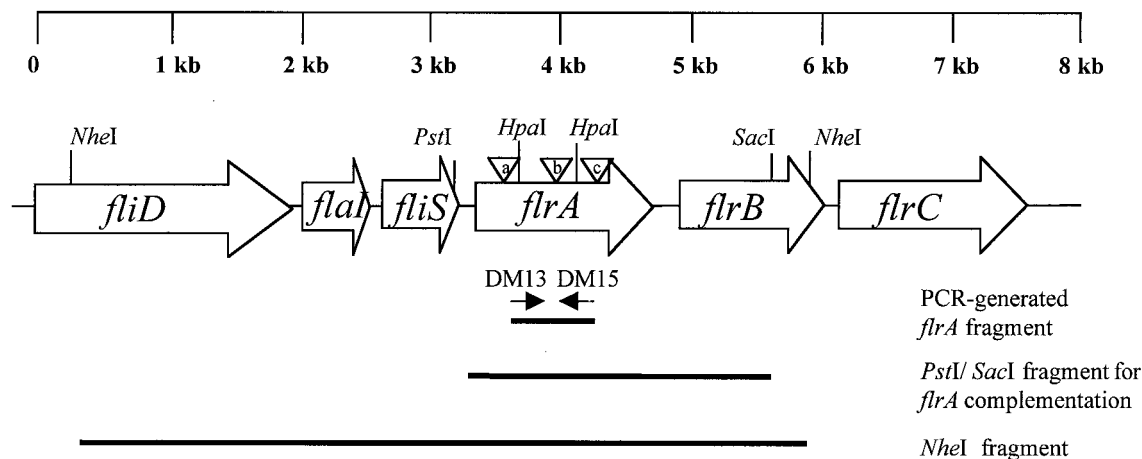 0 1 kb 2 kb 3 kb 4 kb 5 kb 6 kb 7 kb 8 kb
NheI PstI HpaI HpaI SacI NheI
a b c
fliD flaI fliS flrA flrB flrC
DM13 DM15
PCR-generated
flrA fragment
PstI/ SacI fragment for
flrA complementation
NheI fragment